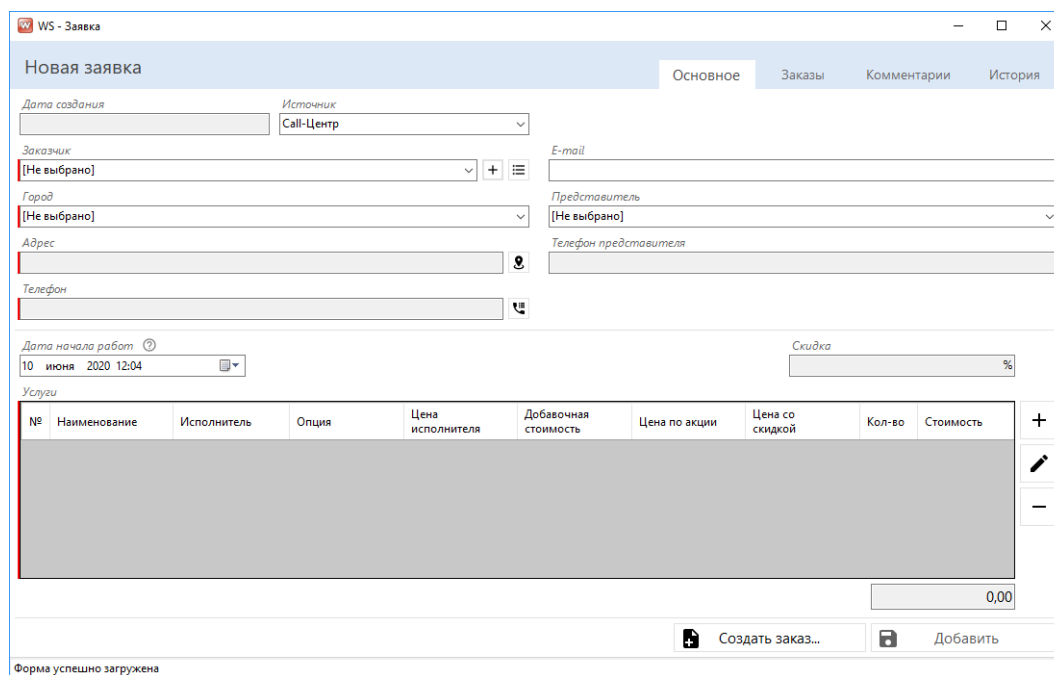 WS - Заявка
Новая заявка
Основное Заказы Комментарии История
Дата создания Источник
Call-Центр
Заказчик E-mail
[Не выбрано]
Город Представитель
[Не выбрано] [Не выбрано]
Адрес Телефон представителя
Телефон
Дата начала работ Скидка
10 июня 2020 12:04 %
Услуги
№ Наименование Исполнитель Опция Цена исполнителя Добавочная стоимость Цена по акции Цена со скидкой Кол-во Стоимость
0,00
Создать заказ... Добавить
Форма успешно загружена